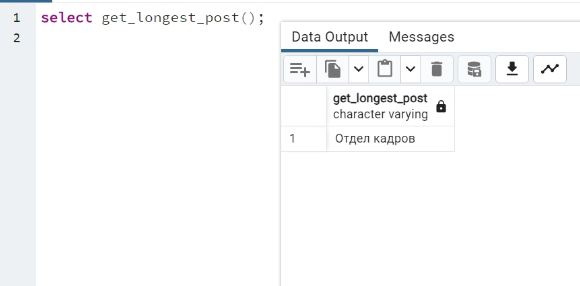 1 select get_longest_post();
2
Data Output Messages
get_longest_post
character varying
1 Отдел кадров